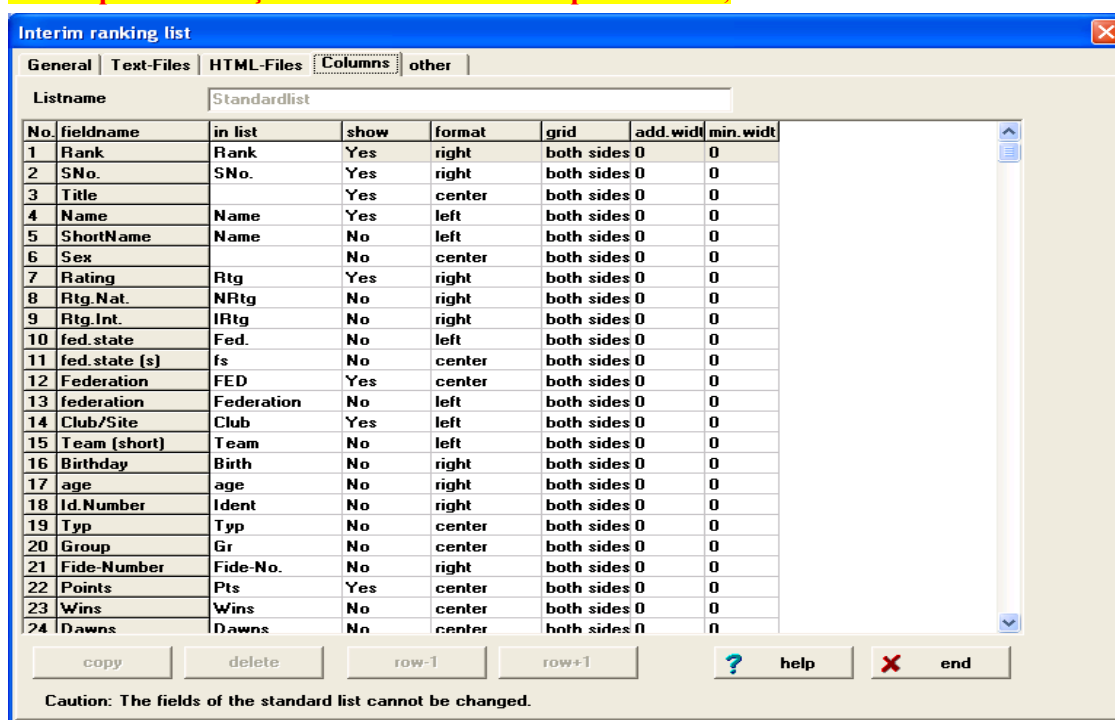 Interim ranking list
General Text-Files HTML-Files Columns other
Listname Standardlist
No. fieldname in list show format grid add.widt min.widt
1 Rank Rank Yes right both sides 0 0
2 SNo. SNo. Yes right both sides 0 0
3 Title Yes center both sides 0 0
4 Name Name Yes left both sides 0 0
5 ShortName Name No left both sides 0 0
6 Sex No center both sides 0 0
7 Rating Rtg Yes right both sides 0 0
8 Rtg.Nat. NRtg No right both sides 0 0
9 Rtg.Int. IRtg No right both sides 0 0
10 fed.state Fed. No left both sides 0 0
11 fed.state (s) fs No center both sides 0 0
12 Federation FED Yes center both sides 0 0
13 federation Federation No left both sides 0 0
14 Club/Site Club Yes left both sides 0 0
15 Team (short) Team No left both sides 0 0
16 Birthday Birth No right both sides 0 0
17 age age No right both sides 0 0
18 Id.Number Ident No right both sides 0 0
19 Typ Typ No center both sides 0 0
20 Group Gr No center both sides 0 0
21 Fide-Number Fide-No. No right both sides 0 0
22 Points Pts Yes center both sides 0 0
23 Wins Wins No center both sides 0 0
24 Dawns Dawns No center both sides 0 0
copy delete row-1 row+1 ? help end
Caution: The fields of the standard list cannot be changed.